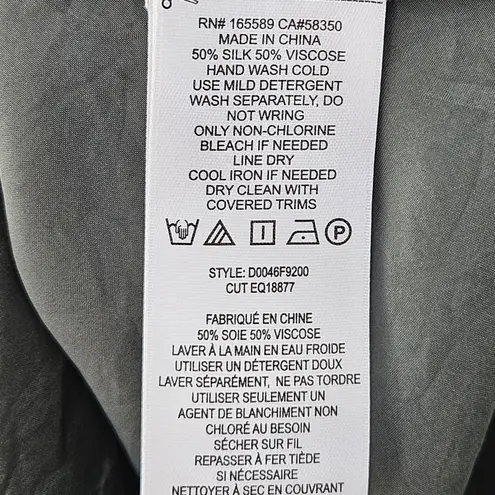 RN# 165589 CA#58350
MADE IN CHINA
50% SILK 50% VISCOSE
HAND WASH COLD
USE MILD DETERGENT
WASH SEPARATELY, DO
NOT WRING
ONLY NON-CHLORINE
BLEACH IF NEEDED
LINE DRY
COOL IRON IF NEEDED
DRY CLEAN WITH
COVERED TRIMS
P
STYLE: D0046F9200
CUT EQ18877
FABRIQUÉ EN CHINE
50% SOIE 50% VISCOSE
LAVER À LA MAIN EN EAU FROIDE
UTILISER UN DÉTERGENT DOUX
LAVER SÉPARÉMENT, NE PAS TORDRE
UTILISER SEULEMENT UN
AGENT DE BLANCHIMENT NON
CHLORÉ AU BESOIN
SÉCHER SUR FIL
REPASSER À FER TIÈDE
SI NÉCESSAIRE
NETTOYER À SEC EN COUVRANT